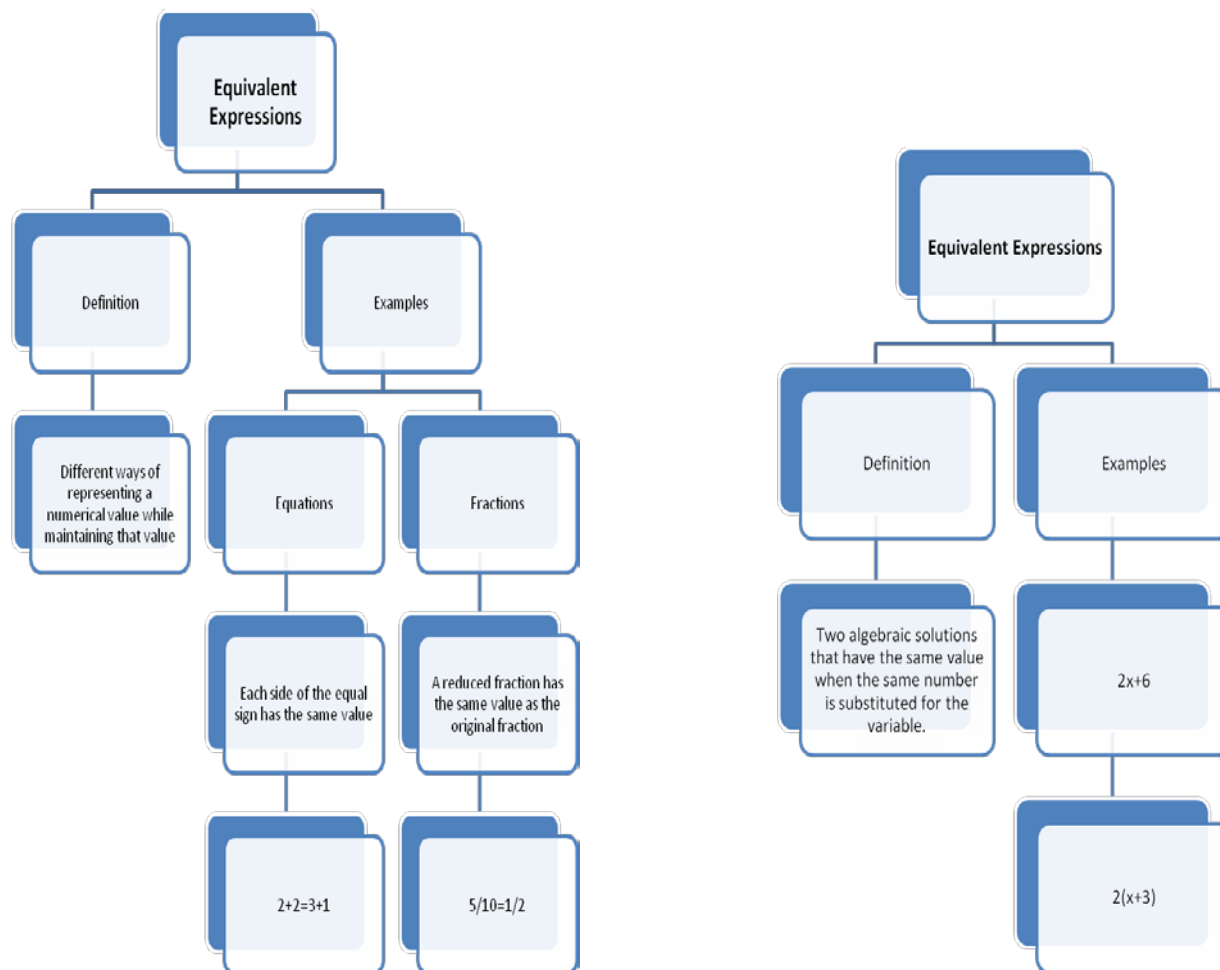 Equivalent
Expressions
Definition
Examples
Different ways of
representing a
numerical value while
maintaining that value
Equations
Fractions
Each side of the equal
sign has the same value
A reduced fraction has
the same value as the
original fraction
2+2=3+1
5/10=1/2
Equivalent Expressions
Definition
Examples
Two algebraic solutions
that have the same value
when the same number
is substituted for the
variable.
2x+6
2(x+3)